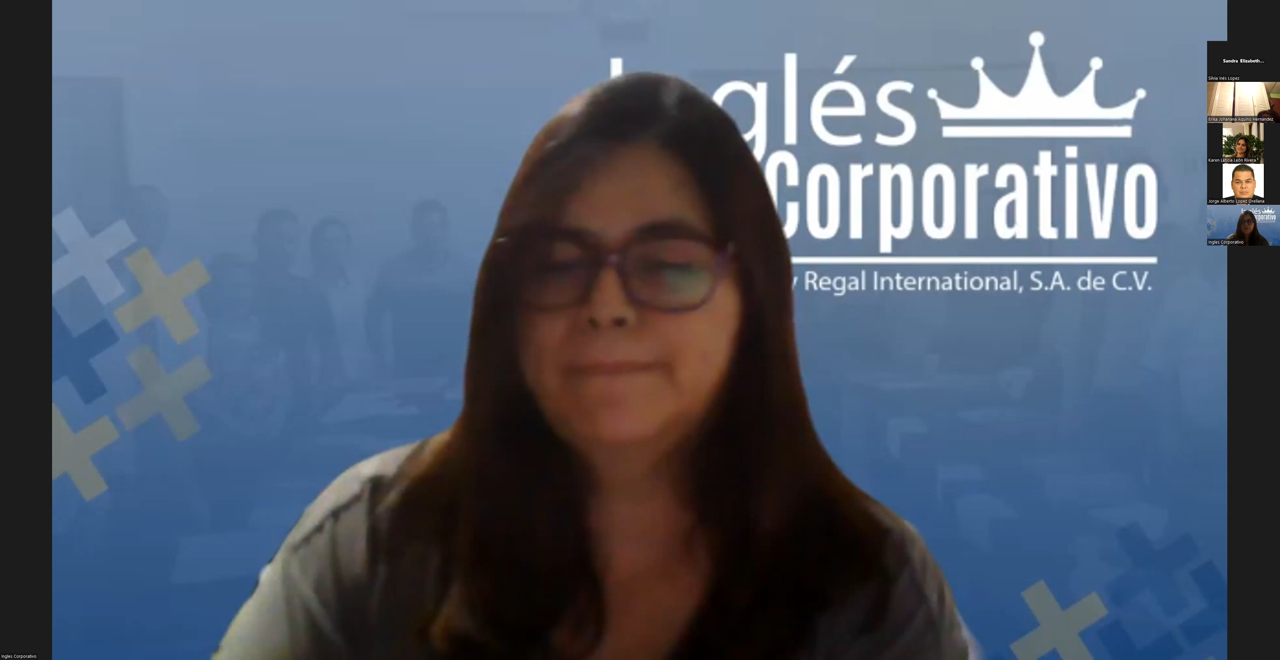 Inglés
Corporativo
y Regal International, S.A. de C.V.
Sandra Elizabeth...
Silvia Inés López
Karen Leticia León Rivera
Jorge Alberto Lopez Orellana
Ingles Corporativo
Ingles Corporativo